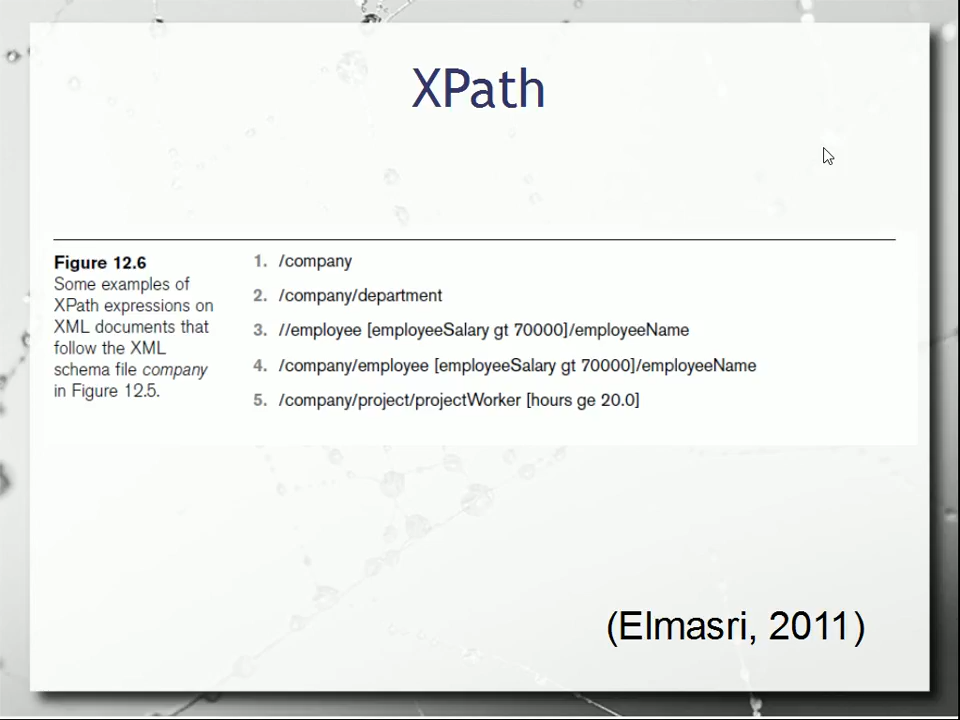 XPath
Figure 12.6
Some examples of
XPath expressions on
XML documents that
follow the XML
schema file company
in Figure 12.5.
1. /company
2. /company/department
3. //employee [employeeSalary gt 70000]/employeeName
4. /company/employee [employeeSalary gt 70000]/employeeName
5. /company/project/projectWorker [hours ge 20.0]
(Elmasri, 2011)